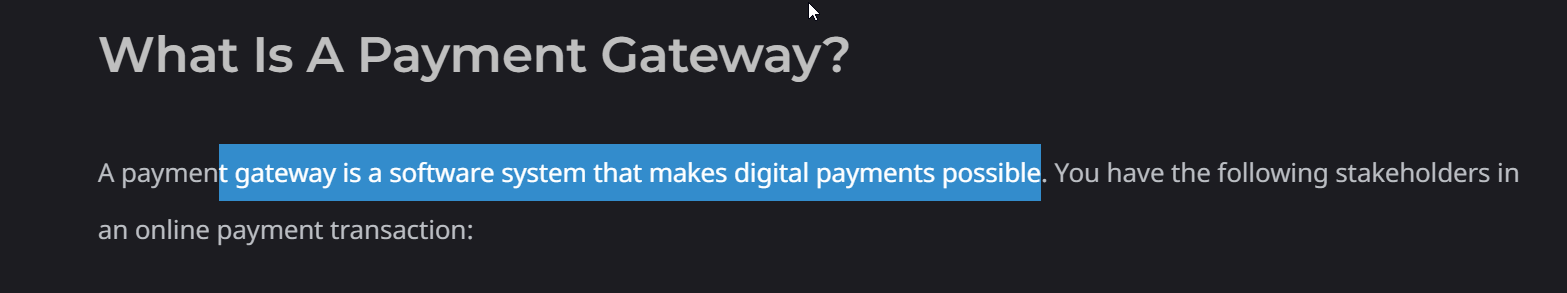 What Is A Payment Gateway?
A payment gateway is a software system that makes digital payments possible. You have the following stakeholders in
an online payment transaction: